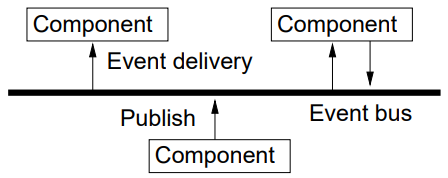 Component
Component
Event delivery
Publish
Event bus
Component